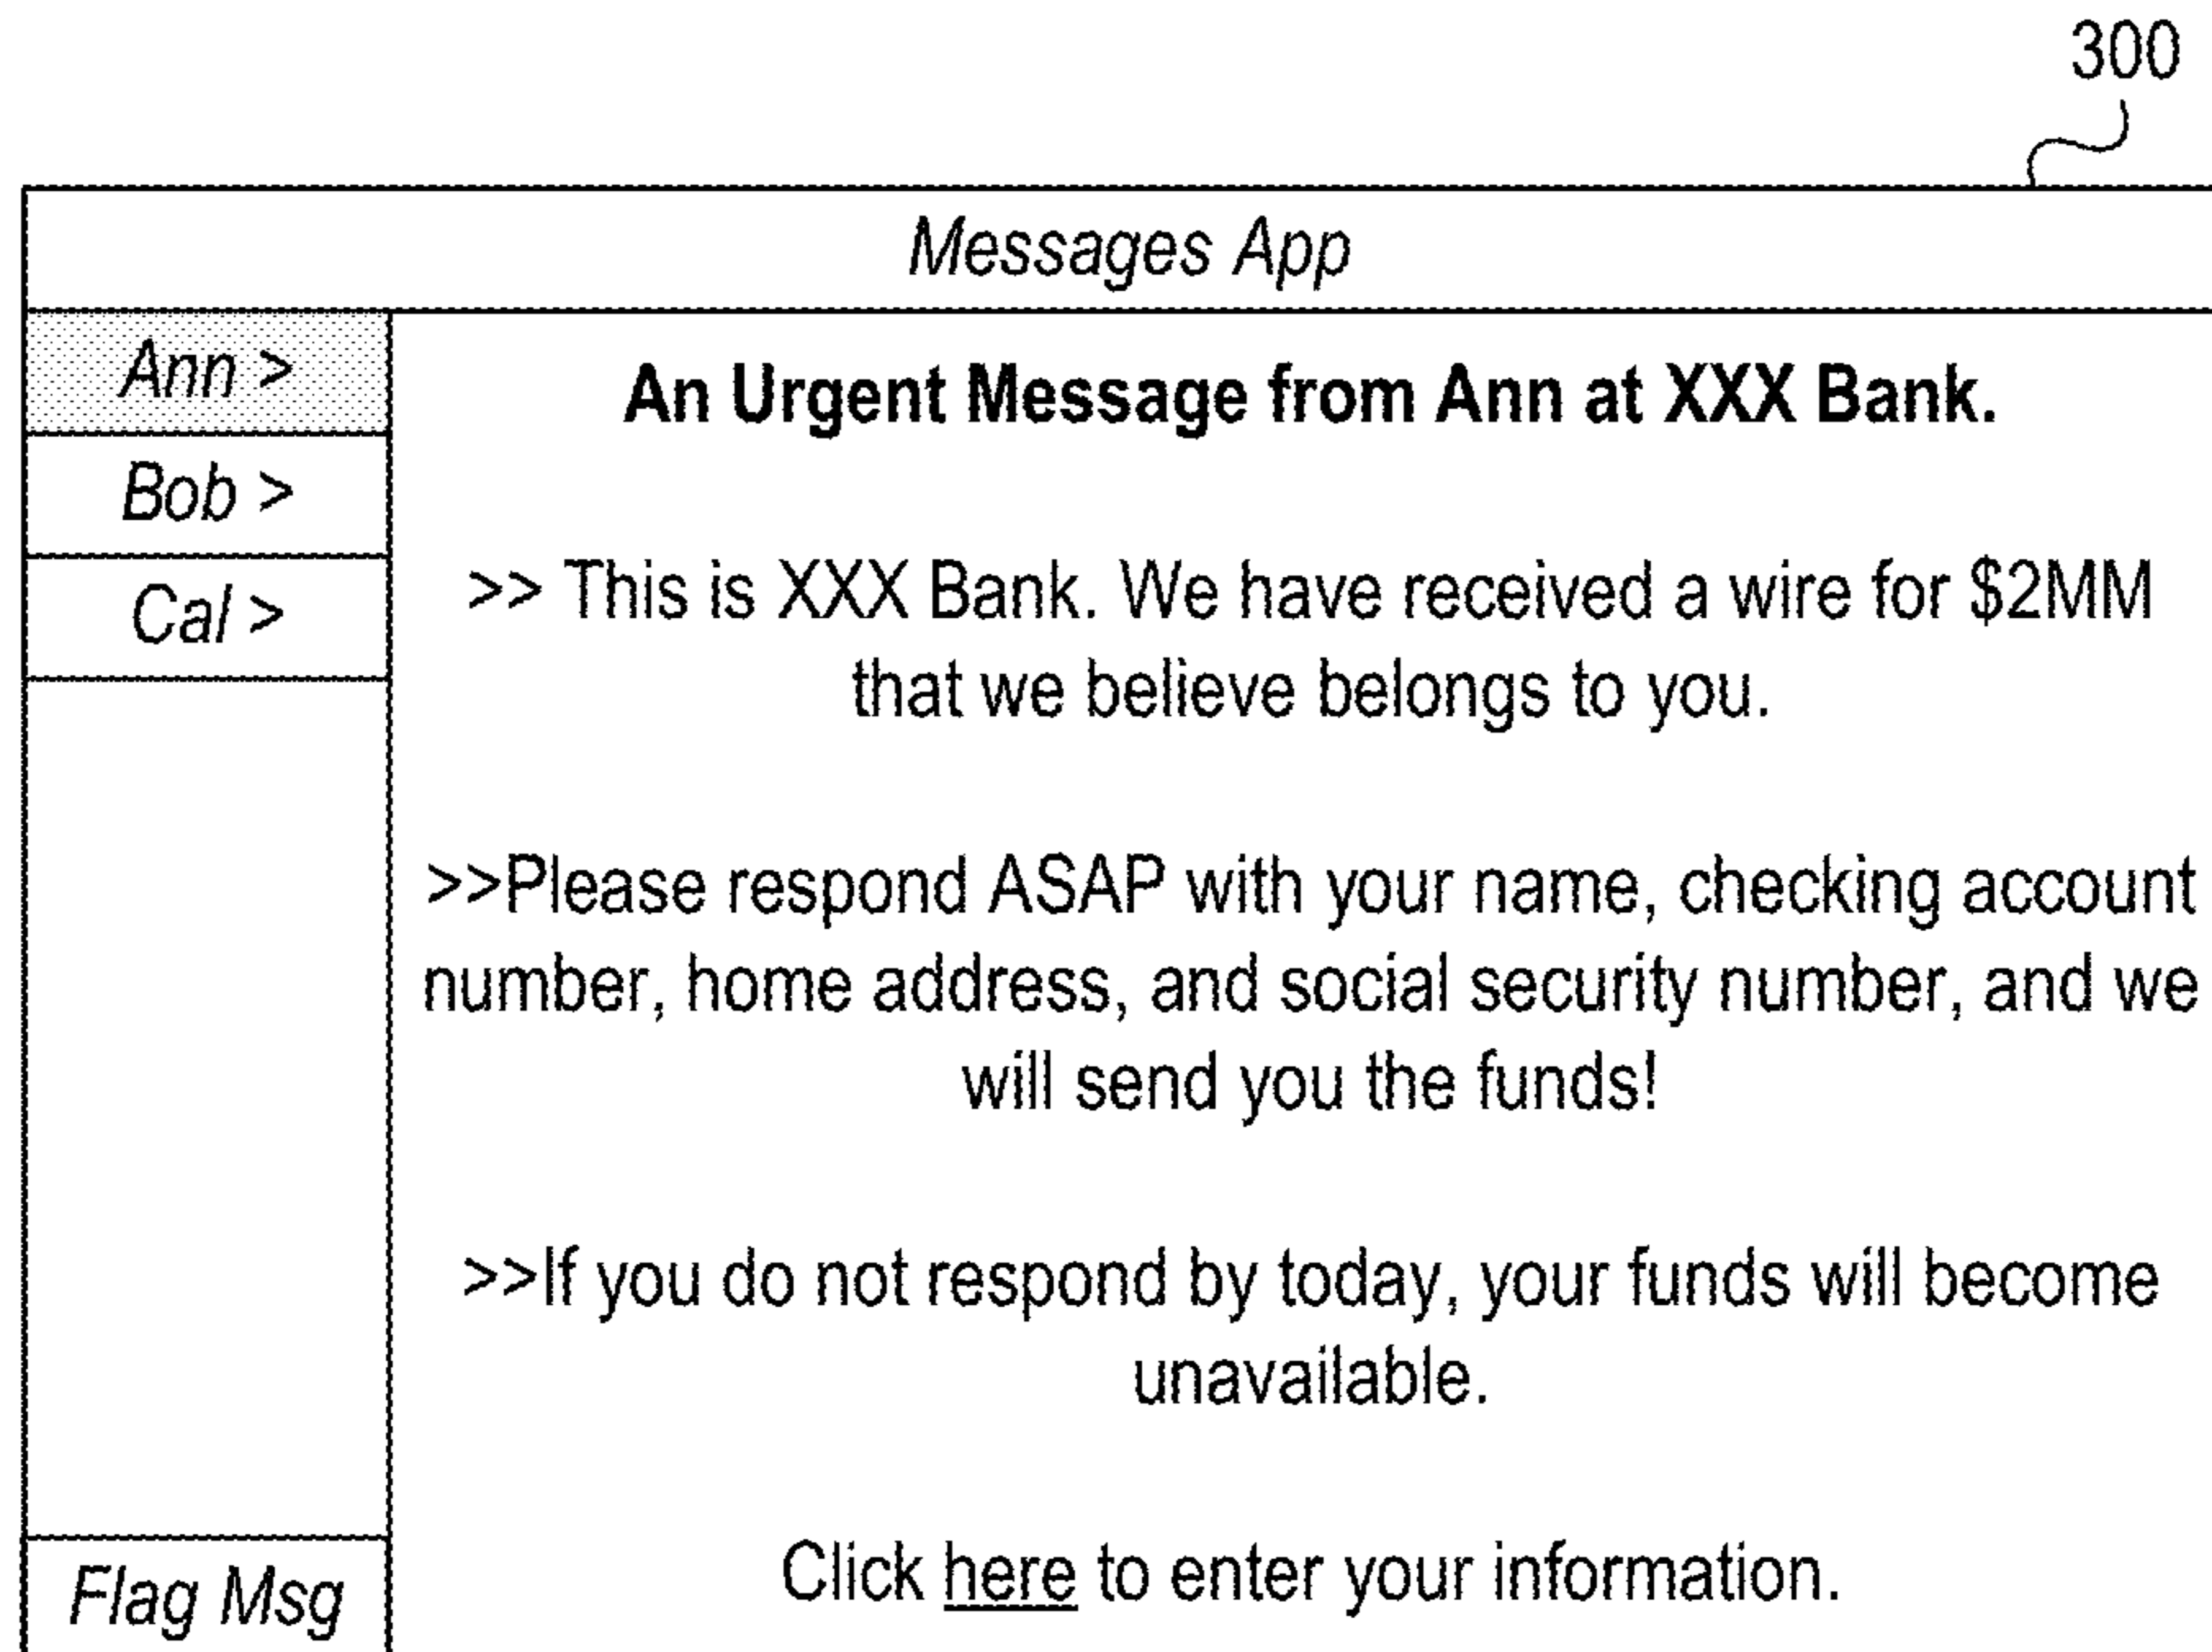 300
Messages App
Ann >
Bob >
Cal >
Flag Msg
An Urgent Message from Ann at XXX Bank.
>> This is XXX Bank. We have received a wire for $2MM
that we believe belongs to you.
>>Please respond ASAP with your name, checking account
number, home address, and social security number, and we
will send you the funds!
>>If you do not respond by today, your funds will become
unavailable.
Click here to enter your information.